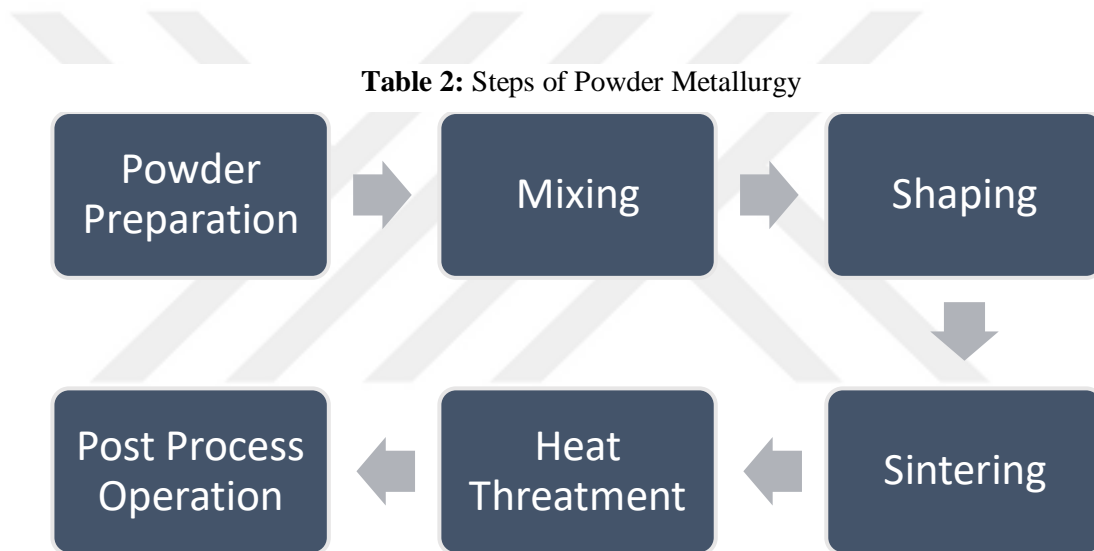 Table 2: Steps of Powder Metallurgy
Powder
Preparation
Mixing
Shaping
Sintering
Heat
Threatment
Post Process
Operation